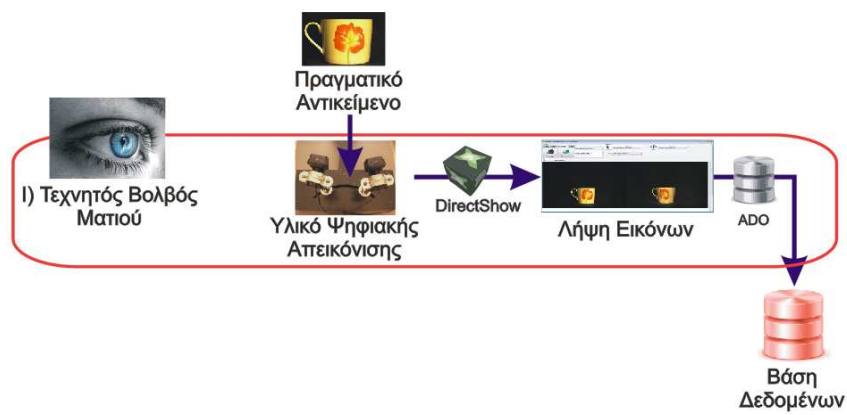 Πραγματικό
Αντικείμενο
Ι) Τεχνητός Βολβός
Ματιού
Υλικό Ψηφιακής
Απεικόνισης
DirectShow
Λήψη Εικόνων
ADO
Βάση
Δεδομένων